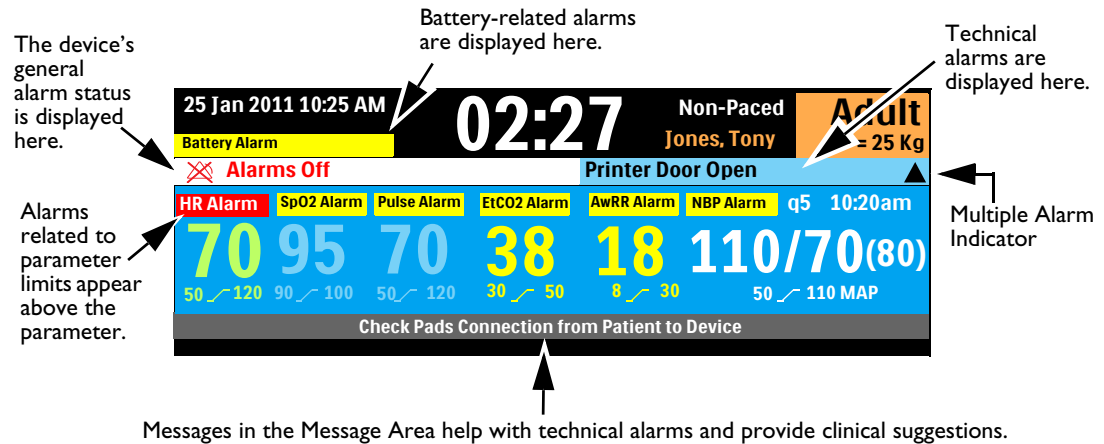 Battery-related alarms
are displayed here.
The device's
general
alarm status
is displayed
here.
Technical
alarms are
displayed here.
25 Jan 2011 10:25 AM
Battery Alarm
02:27
Non-Paced
Jones, Tony
Adult
= 25 Kg
Alarms Off
Printer Door Open
HR Alarm SpO2 Alarm Pulse Alarm EtCO2 Alarm AwRR Alarm NBP Alarm q5 10:20am
70 95 70 38 18 110/70(80)
50 120 90 100 50 120 30 50 8 30 50 110 MAP
Check Pads Connection from Patient to Device
Alarms
related to
parameter
limits appear
above the
parameter.
Multiple Alarm
Indicator
Messages in the Message Area help with technical alarms and provide clinical suggestions.